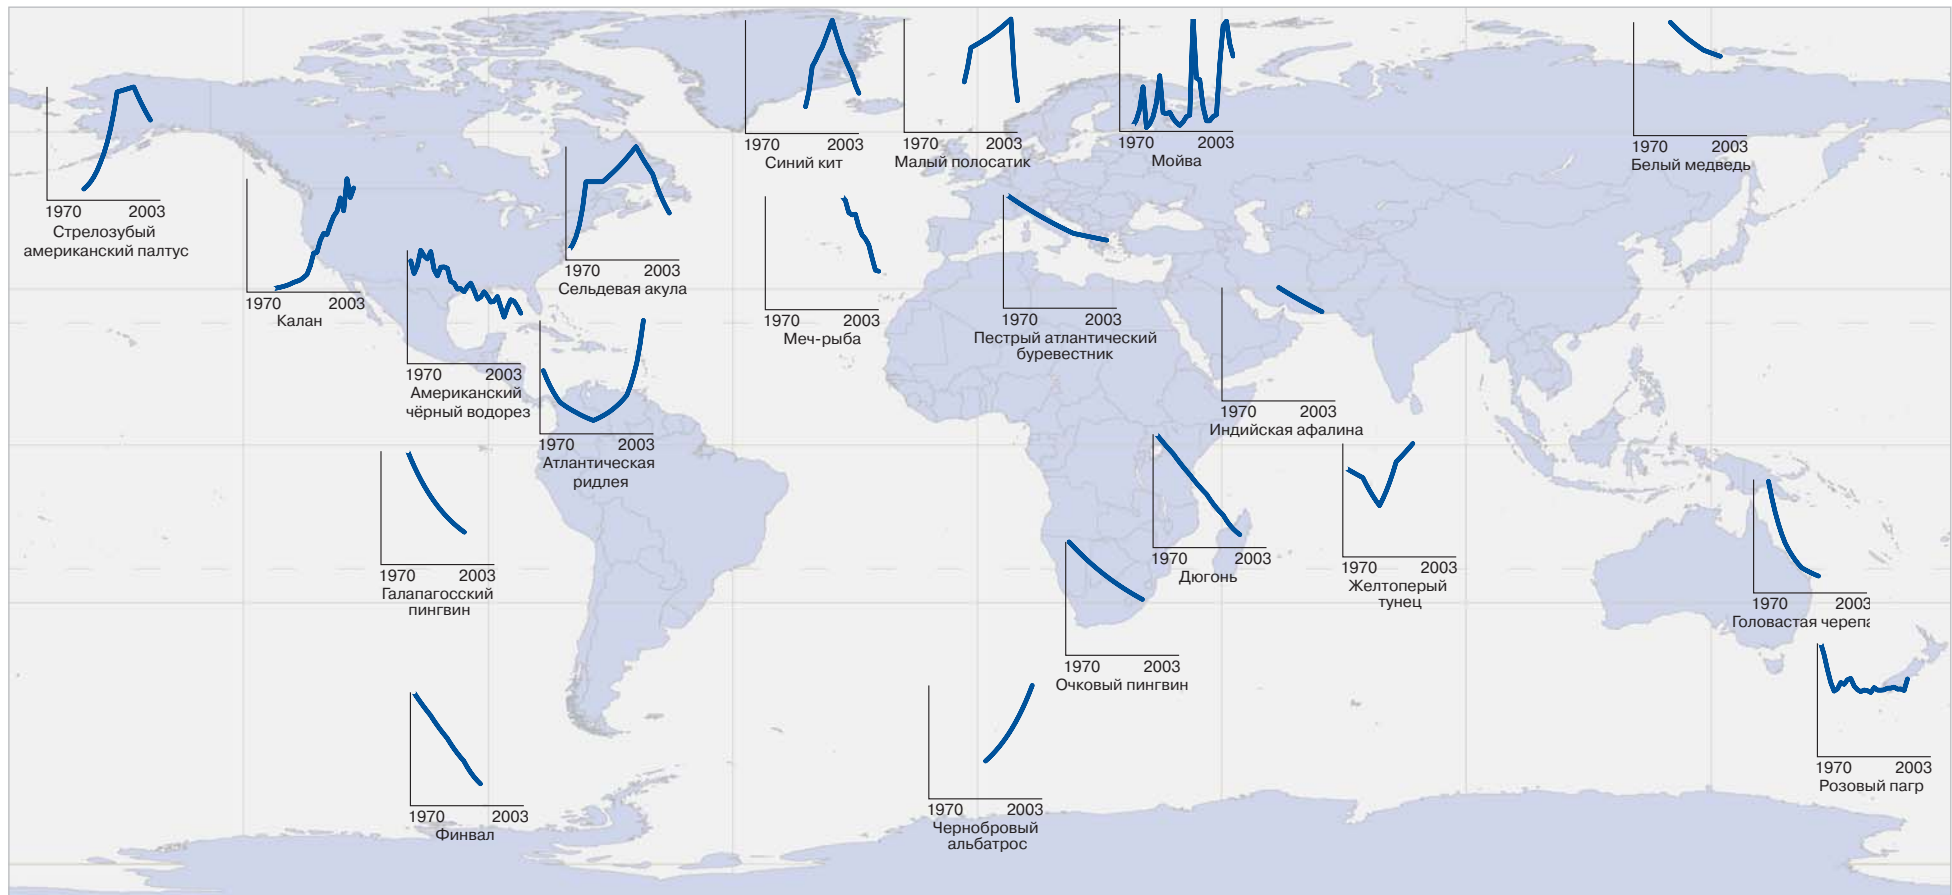 1970 2003
Синий кит
1970 2003
Малый полосатик
1970 2003
Мойва
1970 2003
Белый медведь
1970 2003
Стрелозубый
американский палтус
1970 2003
Калан
1970 2003
Сельдевая акула
1970 2003
Меч-рыба
1970 2003
Пестрый атлантический
буревестник
1970 2003
Американский
чёрный водорез
1970 2003
Атлантическая
ридлея
1970 2003
Индийская афалина
1970 2003
Галапагосский
пингвин
1970 2003
Дюгонь
1970 2003
Желтоперый
тунец
1970 2003
Головастая черепа
1970 2003
Очковый пингвин
1970 2003
Розовый пагр
1970 2003
Финвал
1970 2003
Чернобровый
альбатрос